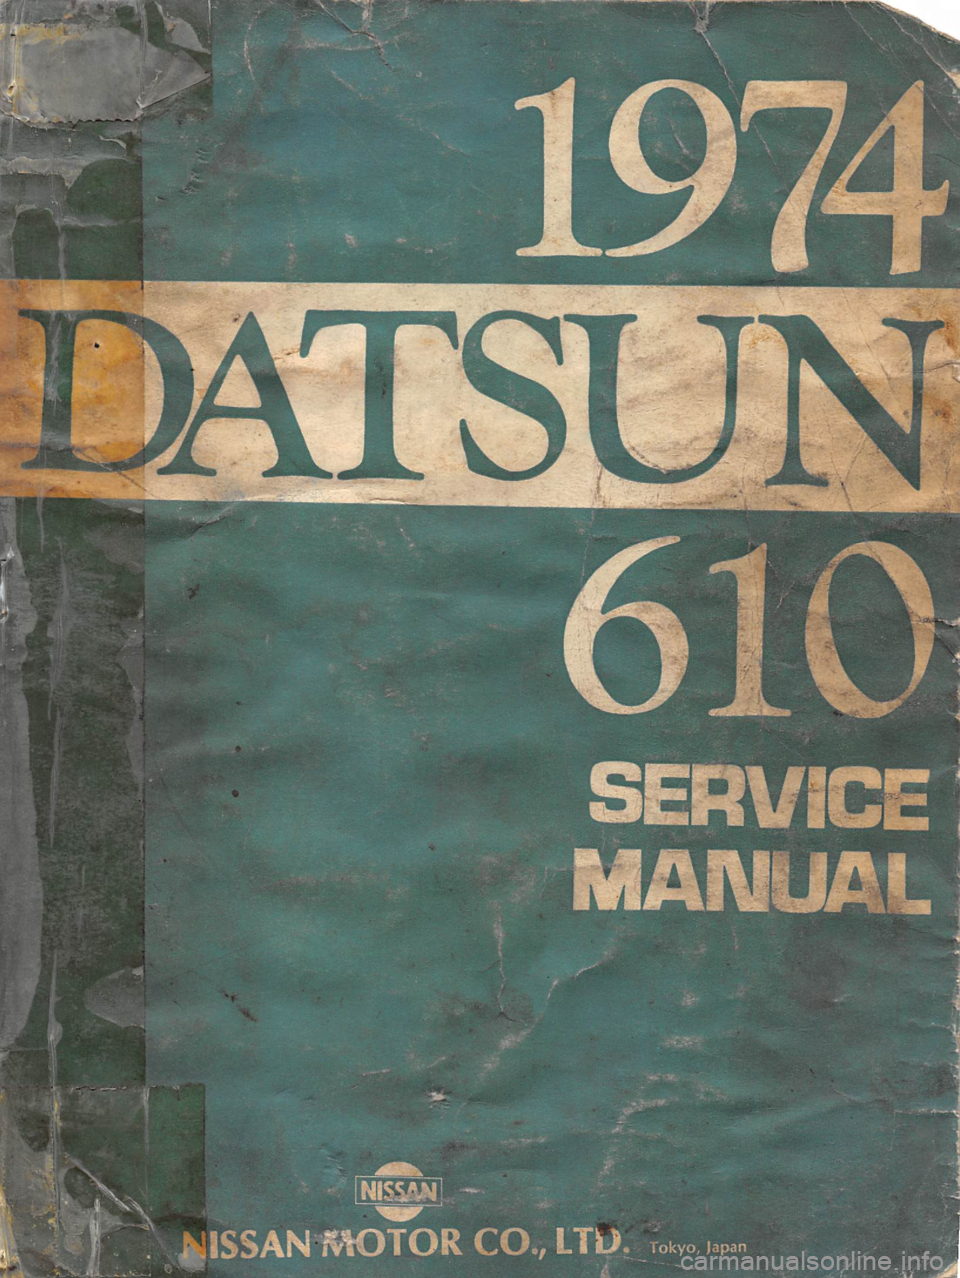 1974
DATSUN
610
SERVICE
MANUAL
NISSAN
NISSAN MOTOR CO., LTD. Tokyo, Japan
carmanualsonline.info